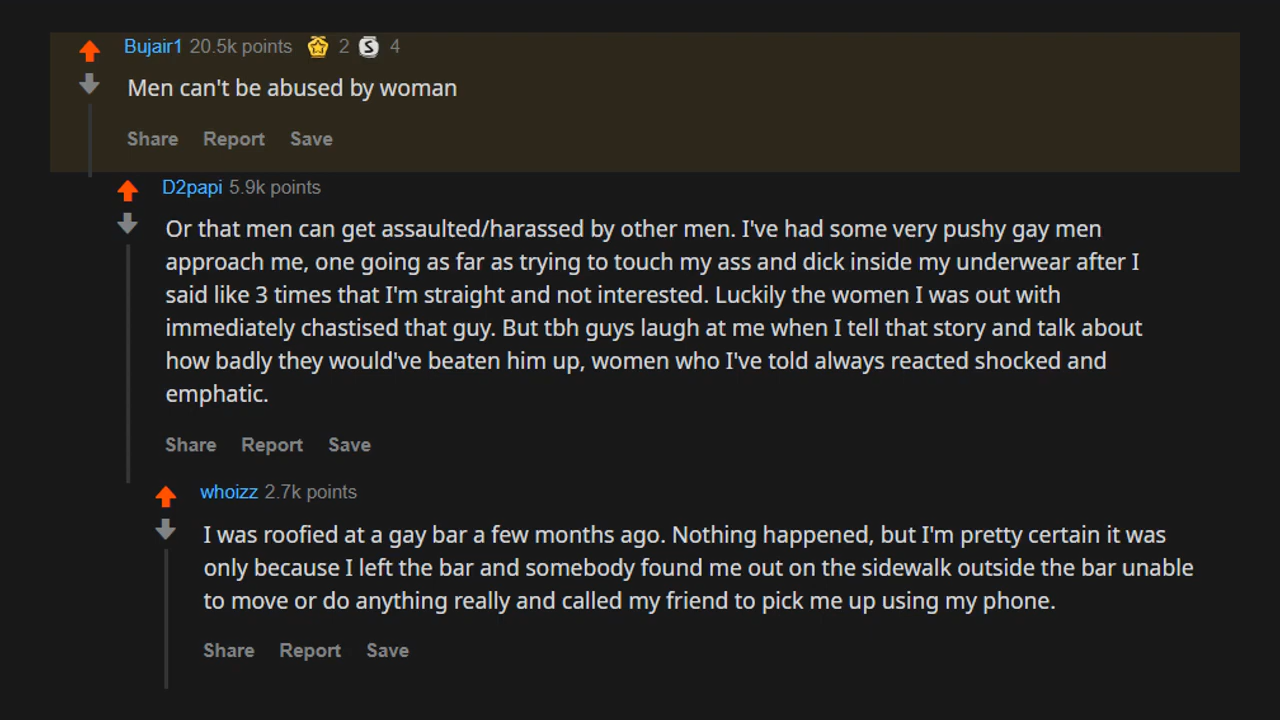 Bujair1 20.5k points 2 S 4
Men can't be abused by woman
Share Report Save
D2papi 5.9k points
Or that men can get assaulted/harassed by other men. I've had some very pushy gay men
approach me, one going as far as trying to touch my ass and dick inside my underwear after I
said like 3 times that I'm straight and not interested. Luckily the women I was out with
immediately chastised that guy. But tbh guys laugh at me when I tell that story and talk about
how badly they would've beaten him up, women who I've told always reacted shocked and
emphatic.
Share Report Save
whoizz 2.7k points
I was roofied at a gay bar a few months ago. Nothing happened, but I'm pretty certain it was
only because I left the bar and somebody found me out on the sidewalk outside the bar unable
to move or do anything really and called my friend to pick me up using my phone.
Share Report Save